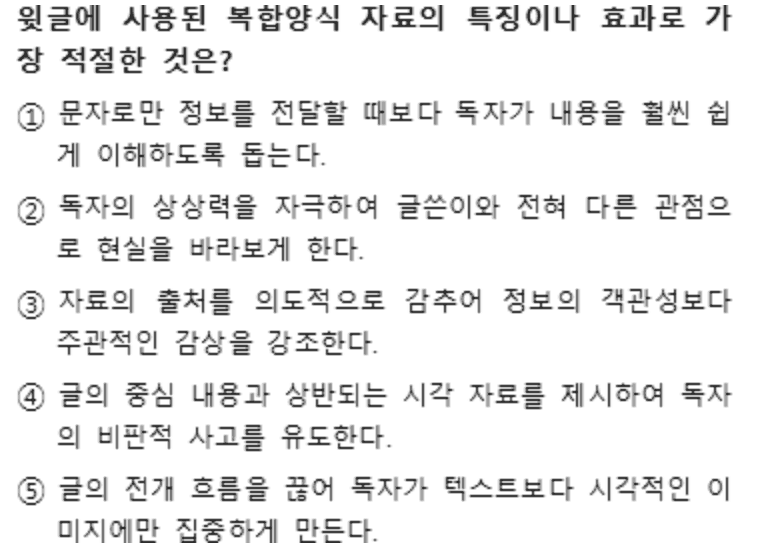 윗글에 사용된 복합양식 자료의 특징이나 효과로 가
장 적절한 것은?
① 문자로만 정보를 전달할 때보다 독자가 내용을 훨씬 쉽
게 이해하도록 돕는다.
② 독자의 상상력을 자극하여 글쓴이와 전혀 다른 관점으
로 현실을 바라보게 한다.
③ 자료의 출처를 의도적으로 감추어 정보의 객관성보다
주관적인 감상을 강조한다.
④ 글의 중심 내용과 상반되는 시각 자료를 제시하여 독자
의 비판적 사고를 유도한다.
⑤ 글의 전개 흐름을 끊어 독자가 텍스트보다 시각적인 이
미지에만 집중하게 만든다.